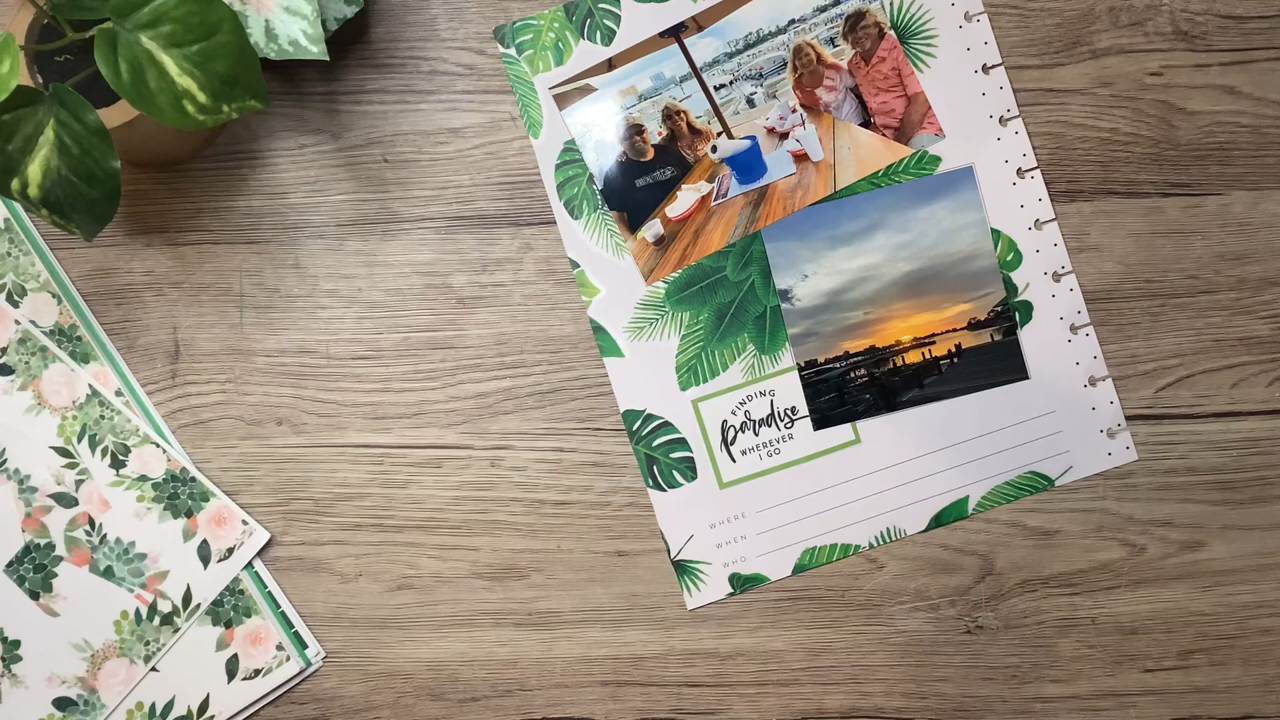 FINDING
paradise
WHEREVER
I GO
WHERE
WHEN
WHO